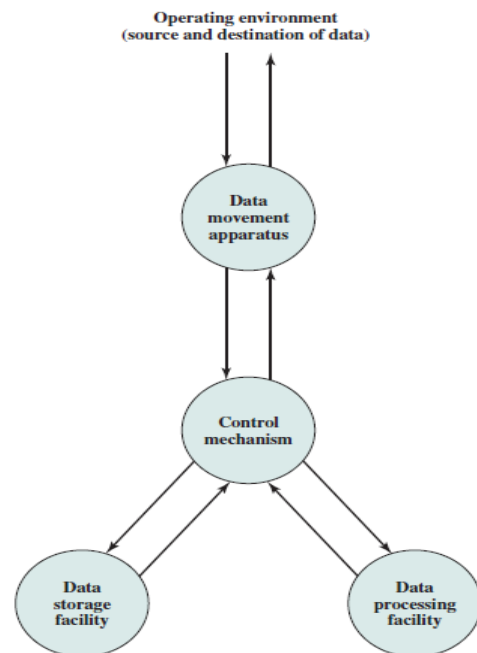 Operating environment
(source and destination of data)
Data
movement
apparatus
Control
mechanism
Data
storage
facility
Data
processing
facility